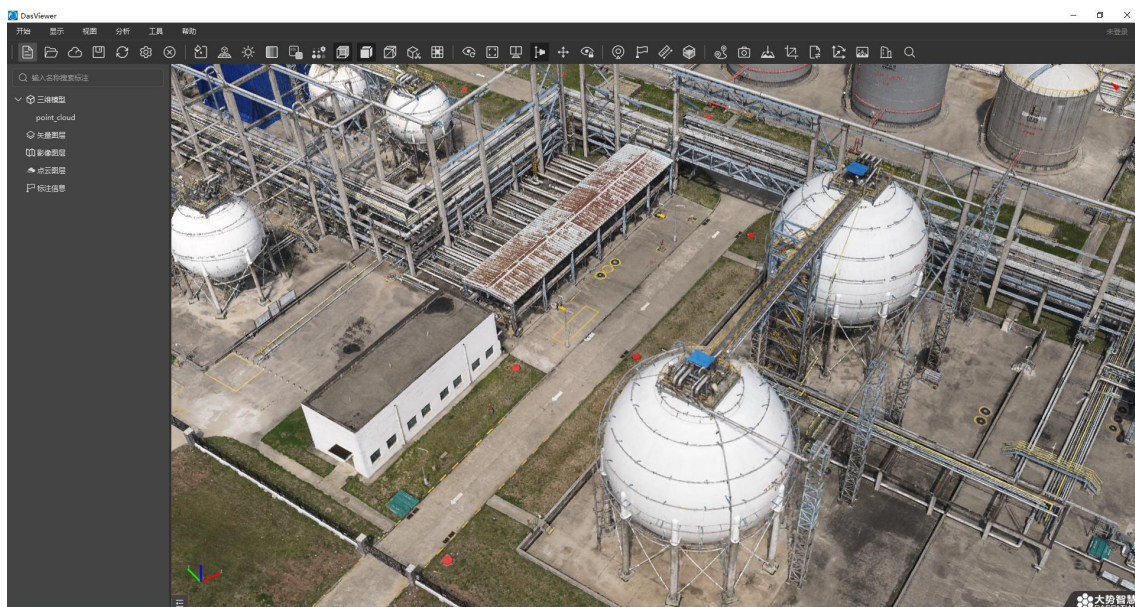 DasViewer
开始 显示 视图 分析 工具 帮助
未登录
输入名称搜索标注
三维模型
point_cloud
矢量图层
影像图层
点云图层
标注信息
大势智慧